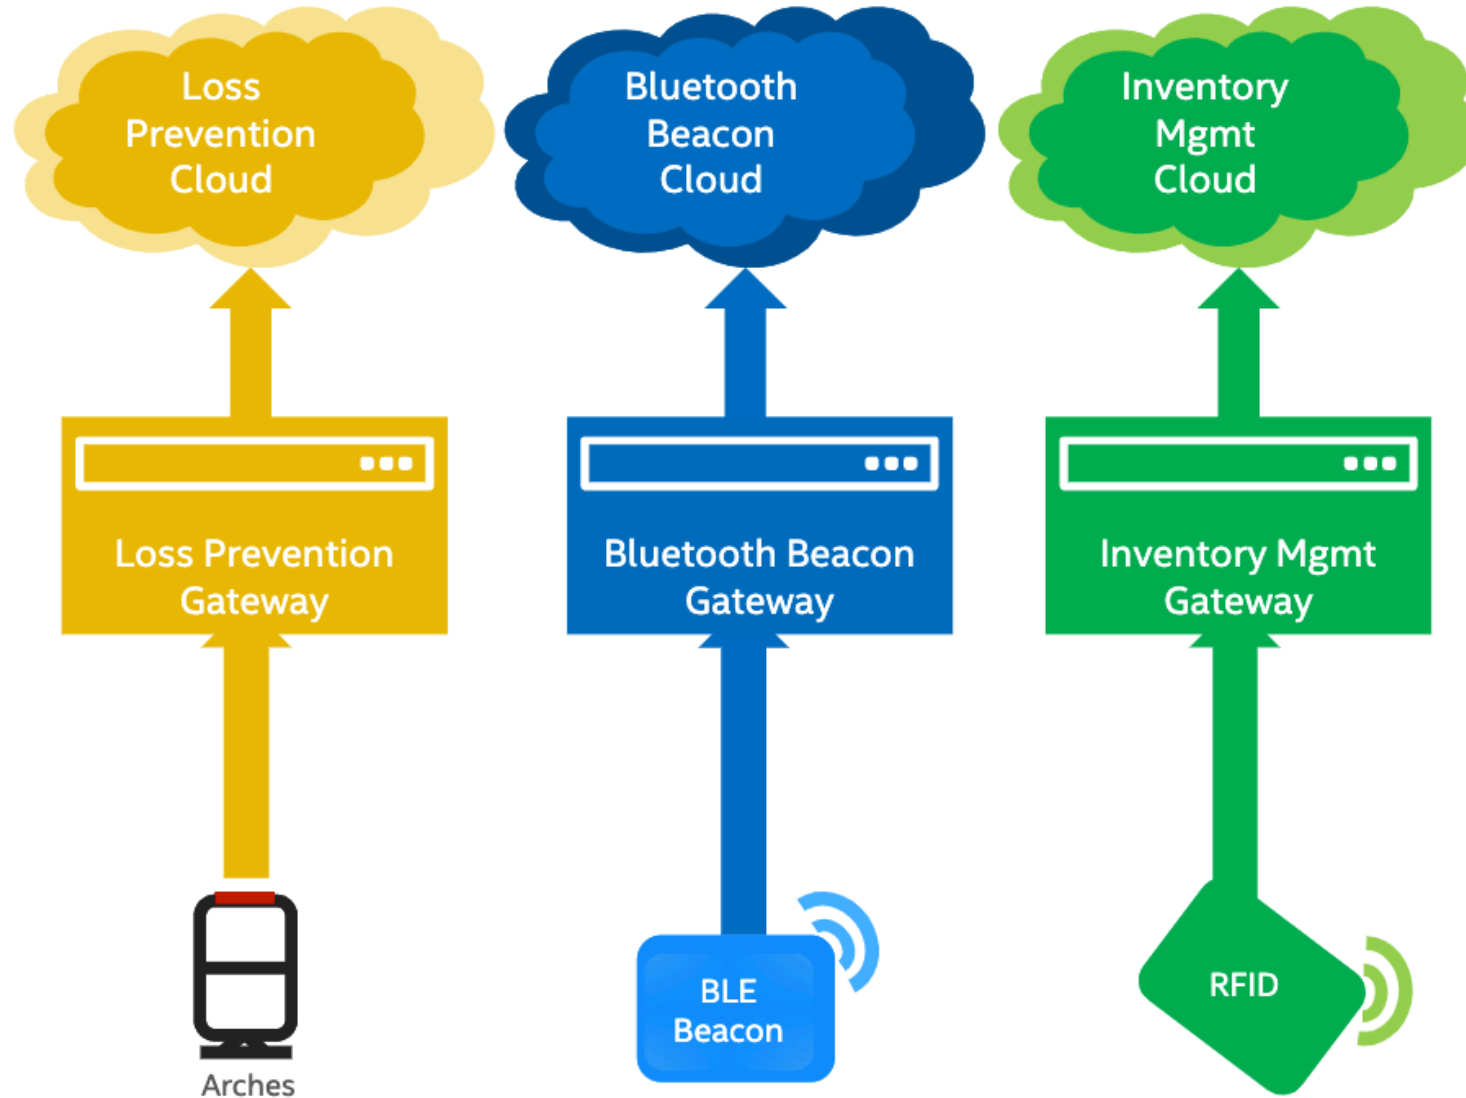 Loss
Prevention
Cloud
Bluetooth
Beacon
Cloud
Inventory
Mgmt
Cloud
Loss Prevention
Gateway
Bluetooth Beacon
Gateway
Inventory Mgmt
Gateway
Arches
BLE
Beacon
RFID